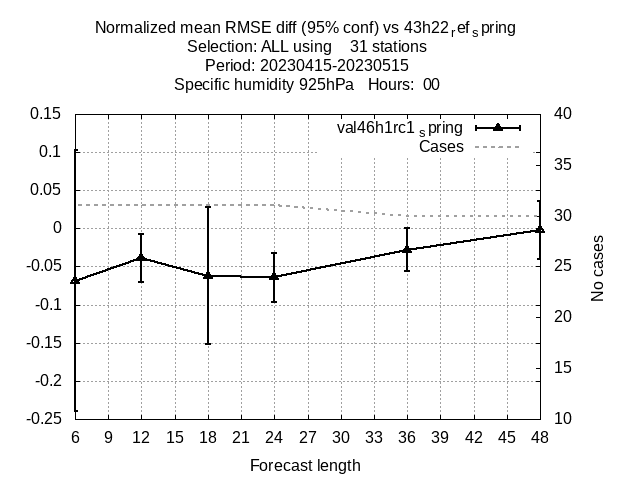 Normalized mean RMSE diff (95% conf) vs 43h22refspring
Selection: ALL using    31 stations
Period: 20230415-20230515
Specific humidity 925hPa   Hours:  00
val46h1rc1 spring
Cases
0.15
0.1
0.05
0
-0.05
-0.1
-0.15
-0.2
-0.25
40
35
30
25
20
15
10
No cases
6 9 12 15 18 21 24 27 30 33 36 39 42 45 48
Forecast length